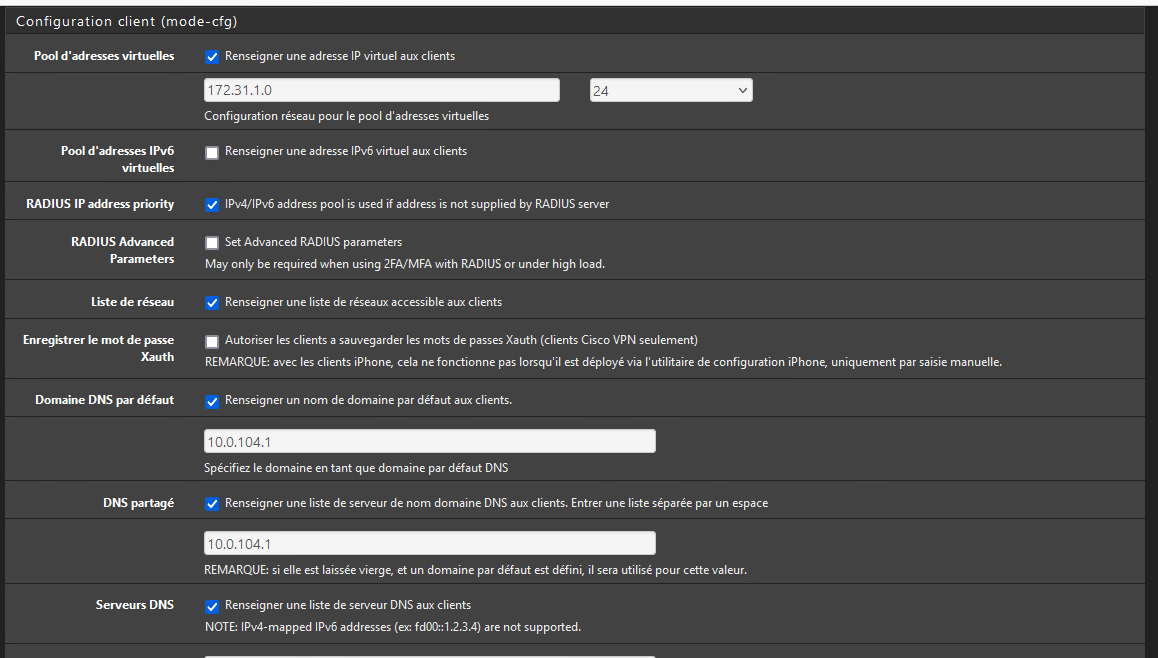 Configuration client (mode-cfg)
Pool d'adresses virtuelles
Renseigner une adresse IP virtuel aux clients
172.31.1.0
24
Configuration réseau pour le pool d'adresses virtuelles
Pool d'adresses IPv6
virtuelles
Renseigner une adresse IPv6 virtuel aux clients
RADIUS IP address priority
IPv4/IPv6 address pool is used if address is not supplied by RADIUS server
RADIUS Advanced
Parameters
Set Advanced RADIUS parameters
May only be required when using 2FA/MFA with RADIUS or under high load.
Liste de réseau
Renseigner une liste de réseaux accessible aux clients
Enregistrer le mot de passe
Xauth
Autoriser les clients a sauvegarder les mots de passes Xauth (clients Cisco VPN seulement)
REMARQUE: avec les clients iPhone, cela ne fonctionne pas lorsqu'il est déployé via l'utilitaire de configuration iPhone, uniquement par saisie manuelle.
Domaine DNS par défaut
Renseigner un nom de domaine par défaut aux clients.
10.0.104.1
Spécifiez le domaine en tant que domaine par défaut DNS
DNS partagé
Renseigner une liste de serveur de nom domaine DNS aux clients. Entrer une liste séparée par un espace
10.0.104.1
REMARQUE: si elle est laissée vierge, et un domaine par défaut est défini, il sera utilisé pour cette valeur.
Serveurs DNS
Renseigner une liste de serveur DNS aux clients
NOTE: IPv4-mapped IPv6 addresses (ex: fd00::1.2.3.4) are not supported.